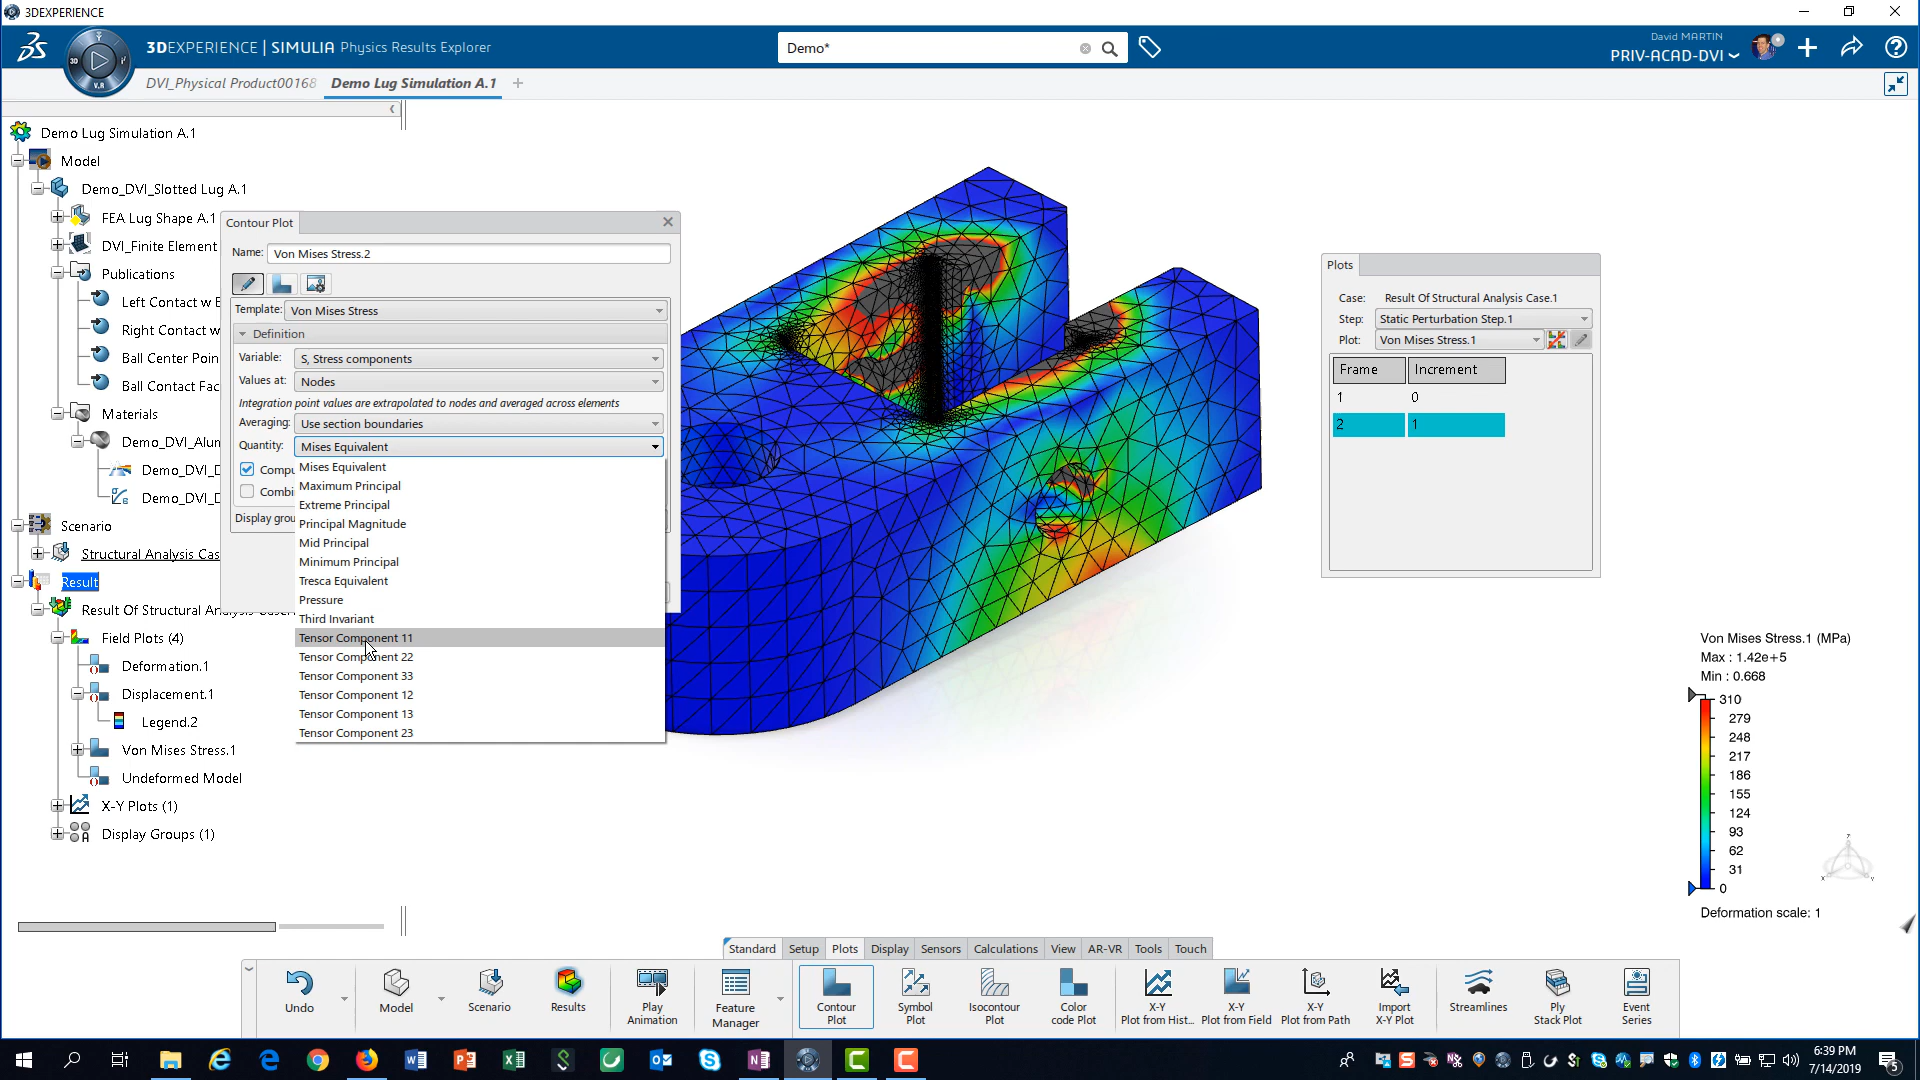 3DEXPERIENCE
3DEXPERIENCE | SIMULIA Physics Results Explorer
Demo*
David MARTIN
PRIV-ACAD-DVI
DVI_Physical Product00168
Demo Lug Simulation A.1
Demo Lug Simulation A.1
Model
Demo_DVI_Slotted Lug A.1
FEA Lug Shape A.1
DVI_Finite Element
Publications
Left Contact w
Right Contact w
Ball Center Poin
Ball Contact Fac
Materials
Demo_DVI_Alur
Demo_DVI_D
Demo_DVI_D
Scenario
Structural Analysis Cas
Result
Result Of Structural An
Field Plots (4)
Deformation.1
Displacement.1
Legend.2
Von Mises Stress.1
Undeformed Model
X-Y Plots (1)
Display Groups (1)
Contour Plot
Name: Von Mises Stress.2
Template: Von Mises Stress
Definition
Variable: S, Stress components
Values at: Nodes
Integration point values are extrapolated to nodes and averaged across elements
Averaging: Use section boundaries
Quantity: Mises Equivalent
Compu
Combi
Display grou
Mises Equivalent
Maximum Principal
Extreme Principal
Principal Magnitude
Mid Principal
Minimum Principal
Tresca Equivalent
Pressure
Third Invariant
Tensor Component 11
Tensor Component 22
Tensor Component 33
Tensor Component 12
Tensor Component 13
Tensor Component 23
Plots
Case: Result Of Structural Analysis Case.1
Step: Static Perturbation Step.1
Plot: Von Mises Stress.1
Frame Increment
1 0
2 1
Von Mises Stress.1 (MPa)
Max : 1.42e+5
Min : 0.668
310
279
248
217
186
155
124
93
62
31
0
Deformation scale: 1
Standard Setup Plots Display Sensors Calculations View AR-VR Tools Touch
Undo
Model
Scenario
Results
Play Animation
Feature Manager
Contour Plot
Symbol Plot
Isocontour Plot
Color code Plot
X-Y Plot from Hist...
X-Y Plot from Field
X-Y Plot from Path
Import X-Y Plot
Streamlines
Ply Stack Plot
Event Series
6:39 PM
7/14/2019